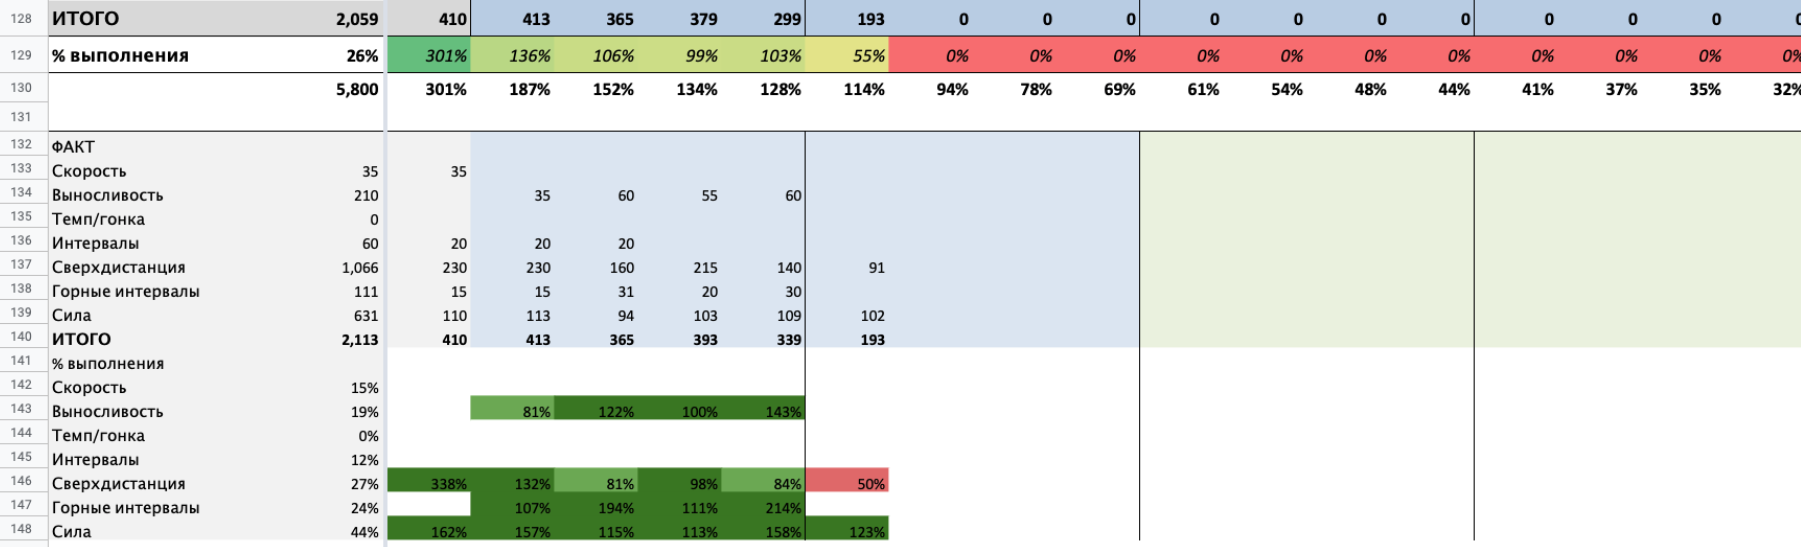 128 ИТОГО 2,059 410 413 365 379 299 193 0 0 0 0 0 0 0 0 0 0
129 % выполнения 26% 301% 136% 106% 99% 103% 55% 0% 0% 0% 0% 0% 0% 0% 0% 0% 0% 0%
130 5,800 301% 187% 152% 134% 128% 114% 94% 78% 69% 61% 54% 48% 44% 41% 37% 35% 32%
131
132 ФАКТ
133 Скорость 35 35
134 Выносливость 210 35 60 55 60
135 Темп/гонка 0
136 Интервалы 60 20 20 20
137 Сверхдистанция 1,066 230 230 160 215 140 91
138 Горные интервалы 111 15 15 31 20 30
139 Сила 631 110 113 94 103 109 102
140 ИТОГО 2,113 410 413 365 393 339 193
141 % выполнения
142 Скорость 15%
143 Выносливость 19% 81% 122% 100% 143%
144 Темп/гонка 0%
145 Интервалы 12%
146 Сверхдистанция 27% 338% 132% 81% 98% 84% 50%
147 Горные интервалы 24% 107% 194% 111% 214%
148 Сила 44% 162% 157% 115% 113% 158% 123%